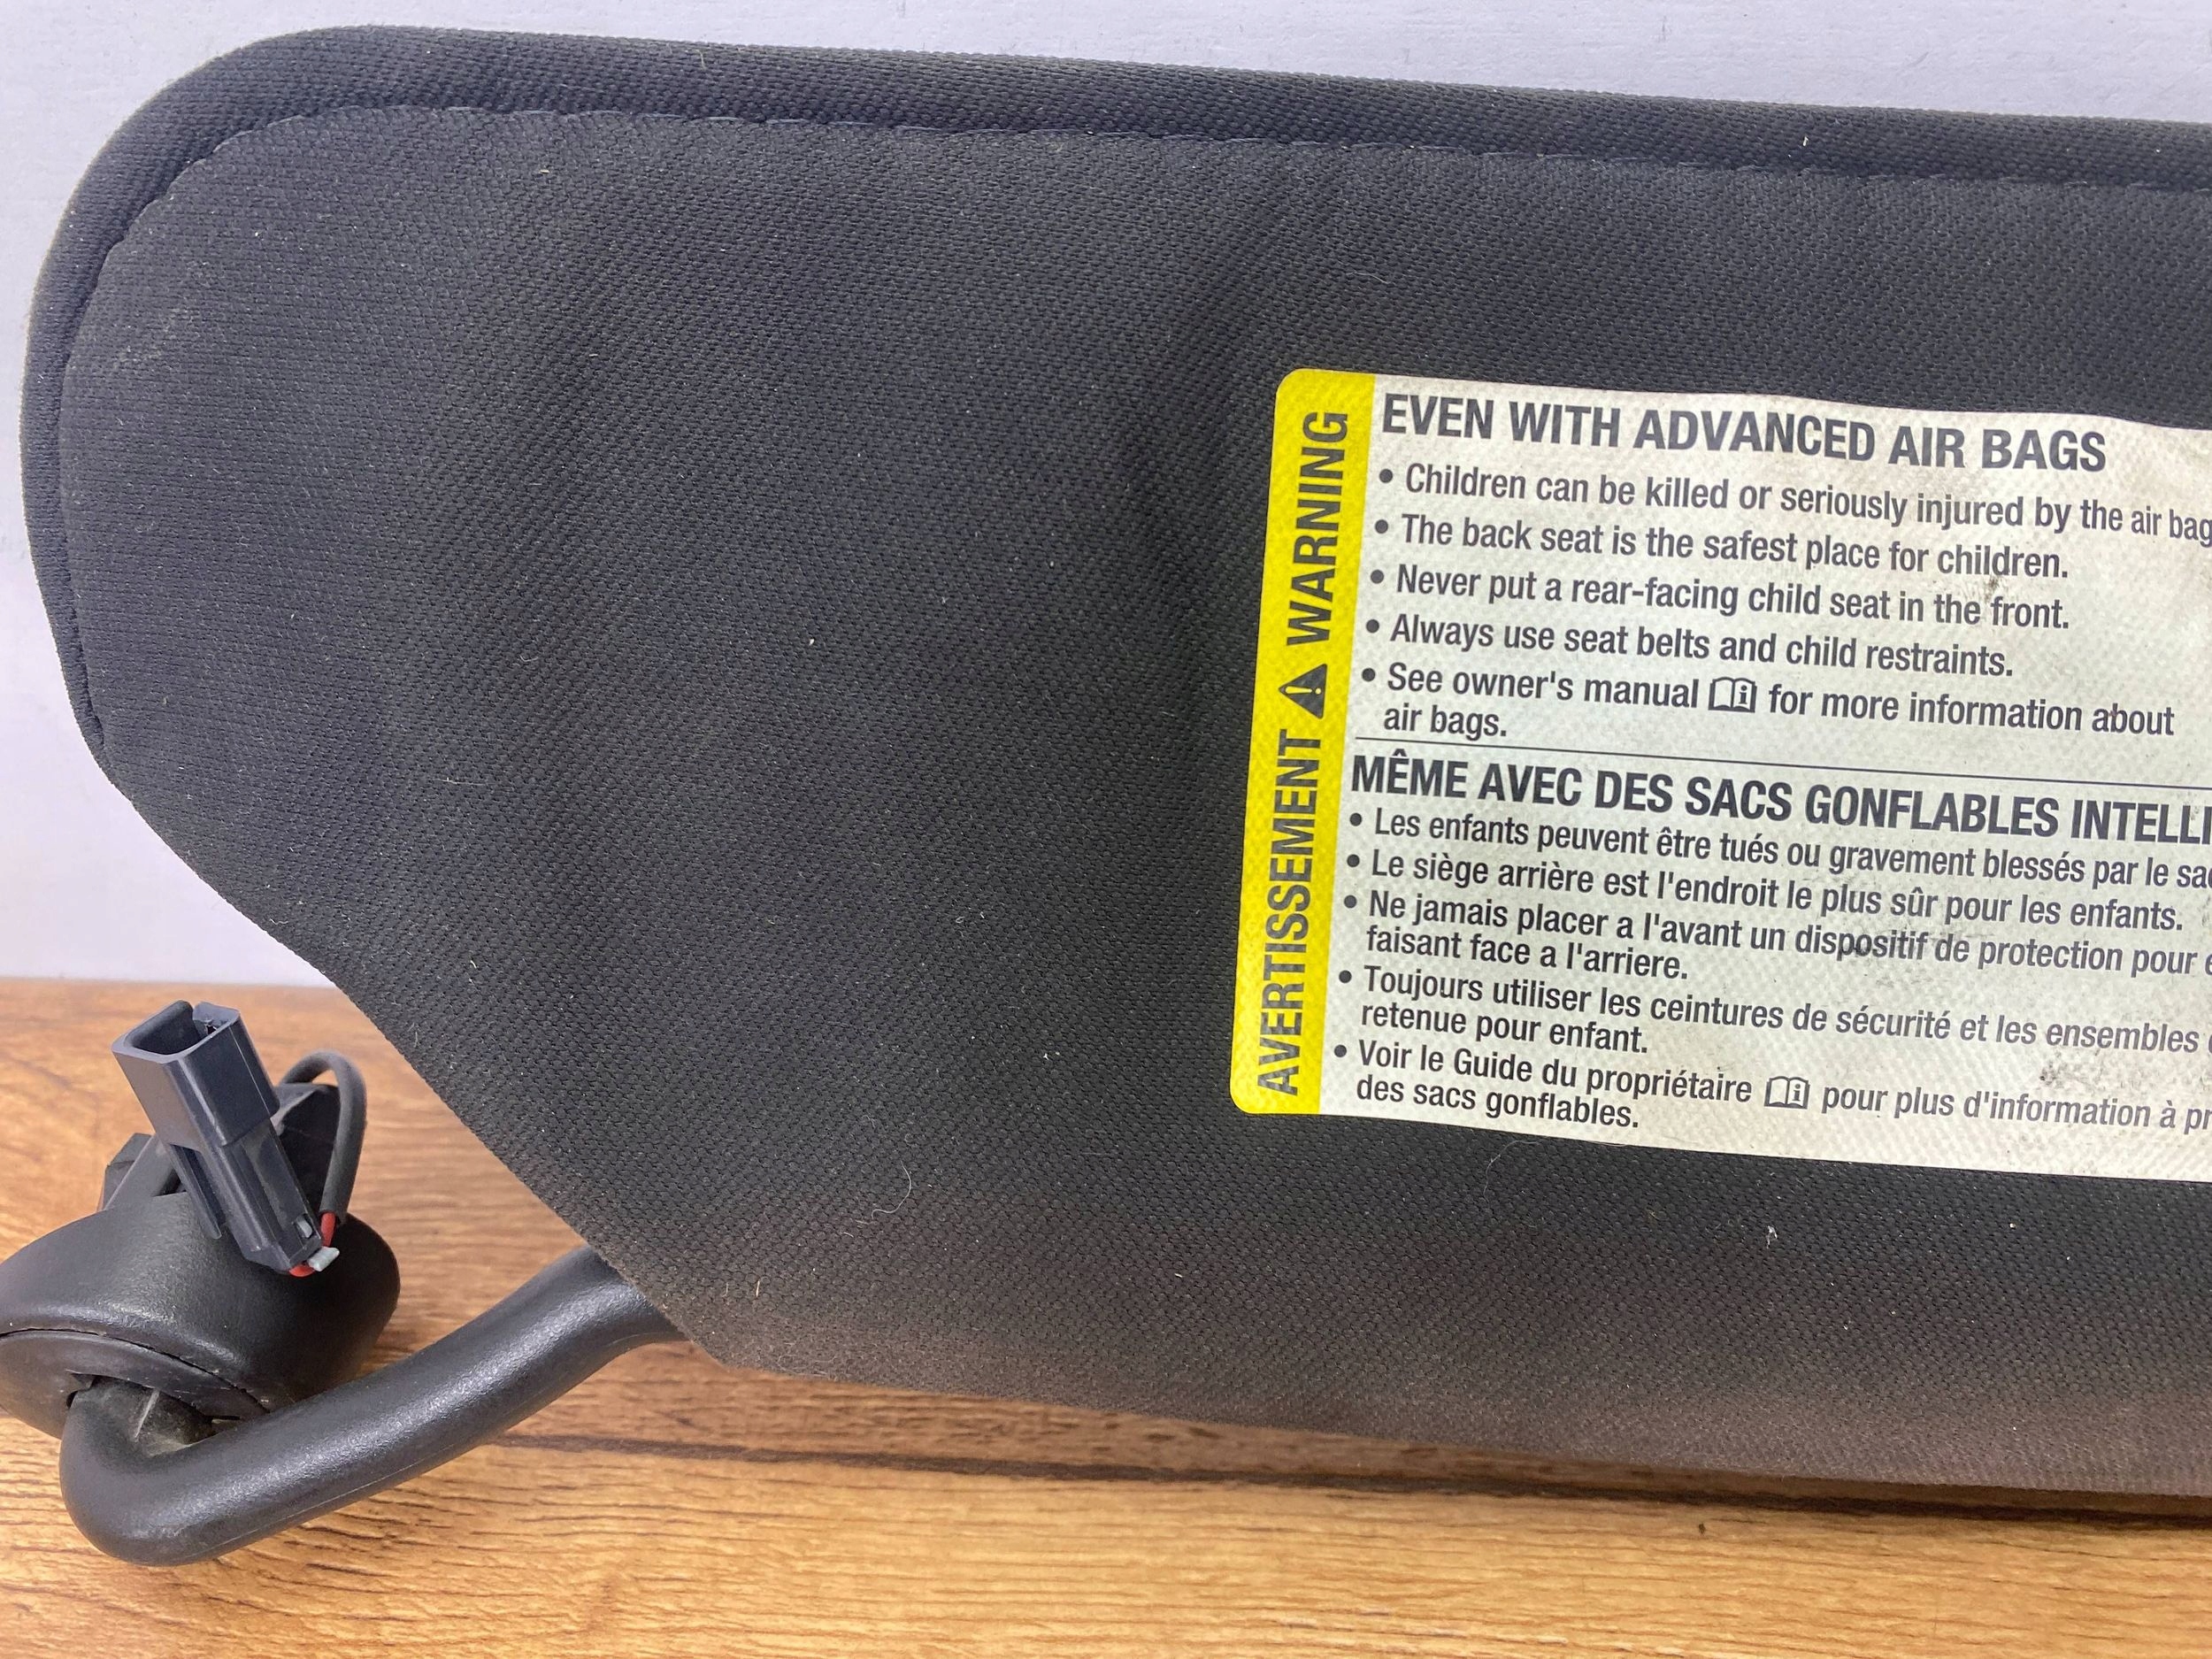 WARNING
AVERTISSEMENT
EVEN WITH ADVANCED AIR BAGS
• Children can be killed or seriously injured by the air bag
• The back seat is the safest place for children.
• Never put a rear-facing child seat in the front.
• Always use seat belts and child restraints.
• See owner's manual for more information about
air bags.
MÊME AVEC DES SACS GONFLABLES
• Les enfants peuvent être tués ou gravement blessés par le
• Le siège arrière est l'endroit le plus sûr pour les enfants.
• Ne jamais placer a l'avant un dispositif de protection pour
faisant face a l'arriere.
• Toujours utiliser les ceintures de sécurité et les ensembles
retenue pour enfant.
• Voir le Guide du propriétaire pour plus d'information à
des sacs gonflables.